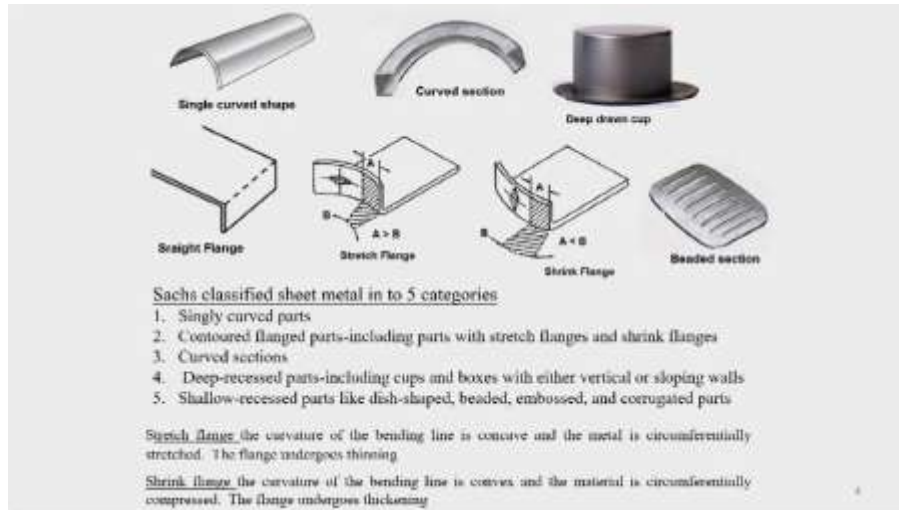 Single curved shape
Curved section
Deep drawn cup
A
B
A > B
Sraight Flange
Stretch Flange
A
B
A < B
Shrink Flange
Beaded section
Sachs classified sheet metal in to 5 categories
1. Singly curved parts
2. Contoured flanged parts-including parts with stretch flanges and shrink flanges
3. Curved sections
4. Deep-recessed parts-including cups and boxes with either vertical or sloping walls
5. Shallow-recessed parts like dish-shaped, beaded, embossed, and corrugated parts
Stretch flange the curvature of the bending line is concave and the metal is circumferentially
stretched. The flange undergoes thinning
Shrink flange the curvature of the bending line is convex and the material is circumferentially
compressed. The flange undergoes thickening